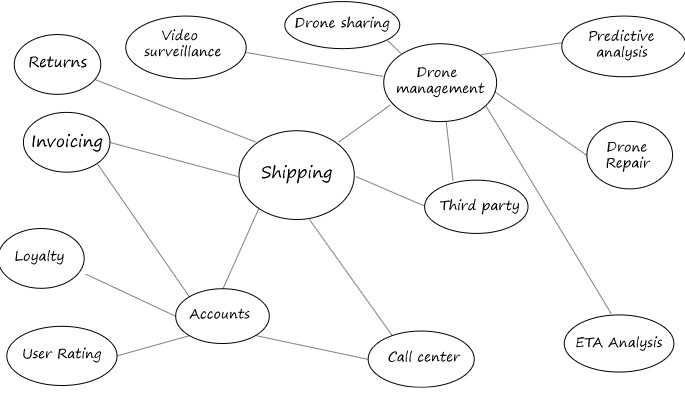 Drone sharing
Video
surveillance
Predictive
analysis
Returns
Drone
management
Invoicing
Drone
Repair
Shipping
Third party
Loyalty
Accounts
ETA Analysis
User Rating
Call center